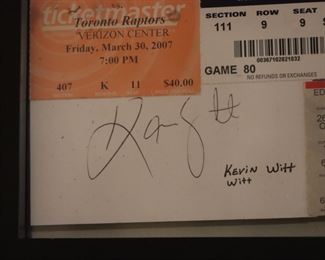 ticketmaster
Toronto Raptors
VERIZON CENTER
Friday, March 30, 2007
7:00 PM
407 K 11 $40.00
SECTION ROW SEAT
111 9 9
00367102821032
GAME 80
NO REFUNDS OR EXCHANGES
Kevin Witt
Witt